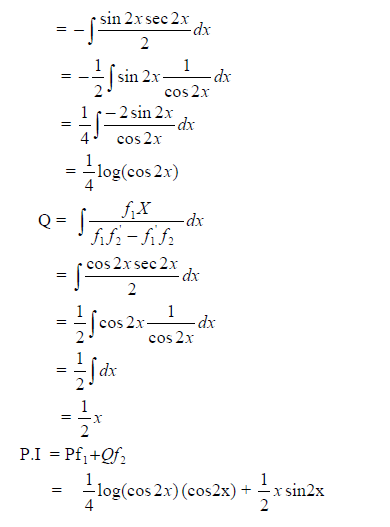 = −∫ (sin 2x sec 2x)/2 dx
= −1/2 ∫ sin 2x · 1/(cos 2x) dx
= 1/4 ∫ (−2 sin 2x)/(cos 2x) dx
= 1/4 log(cos 2x)
Q = ∫ f₁X/(f₁f₂′ − f₁′f₂) dx
= ∫ (cos 2x sec 2x)/2 dx
= 1/2 ∫ cos 2x · 1/(cos 2x) dx
= 1/2 ∫ dx
= 1/2 x
P.I = Pf₁+Qf₂
= 1/4 log(cos 2x) (cos2x) + 1/2 x sin2x